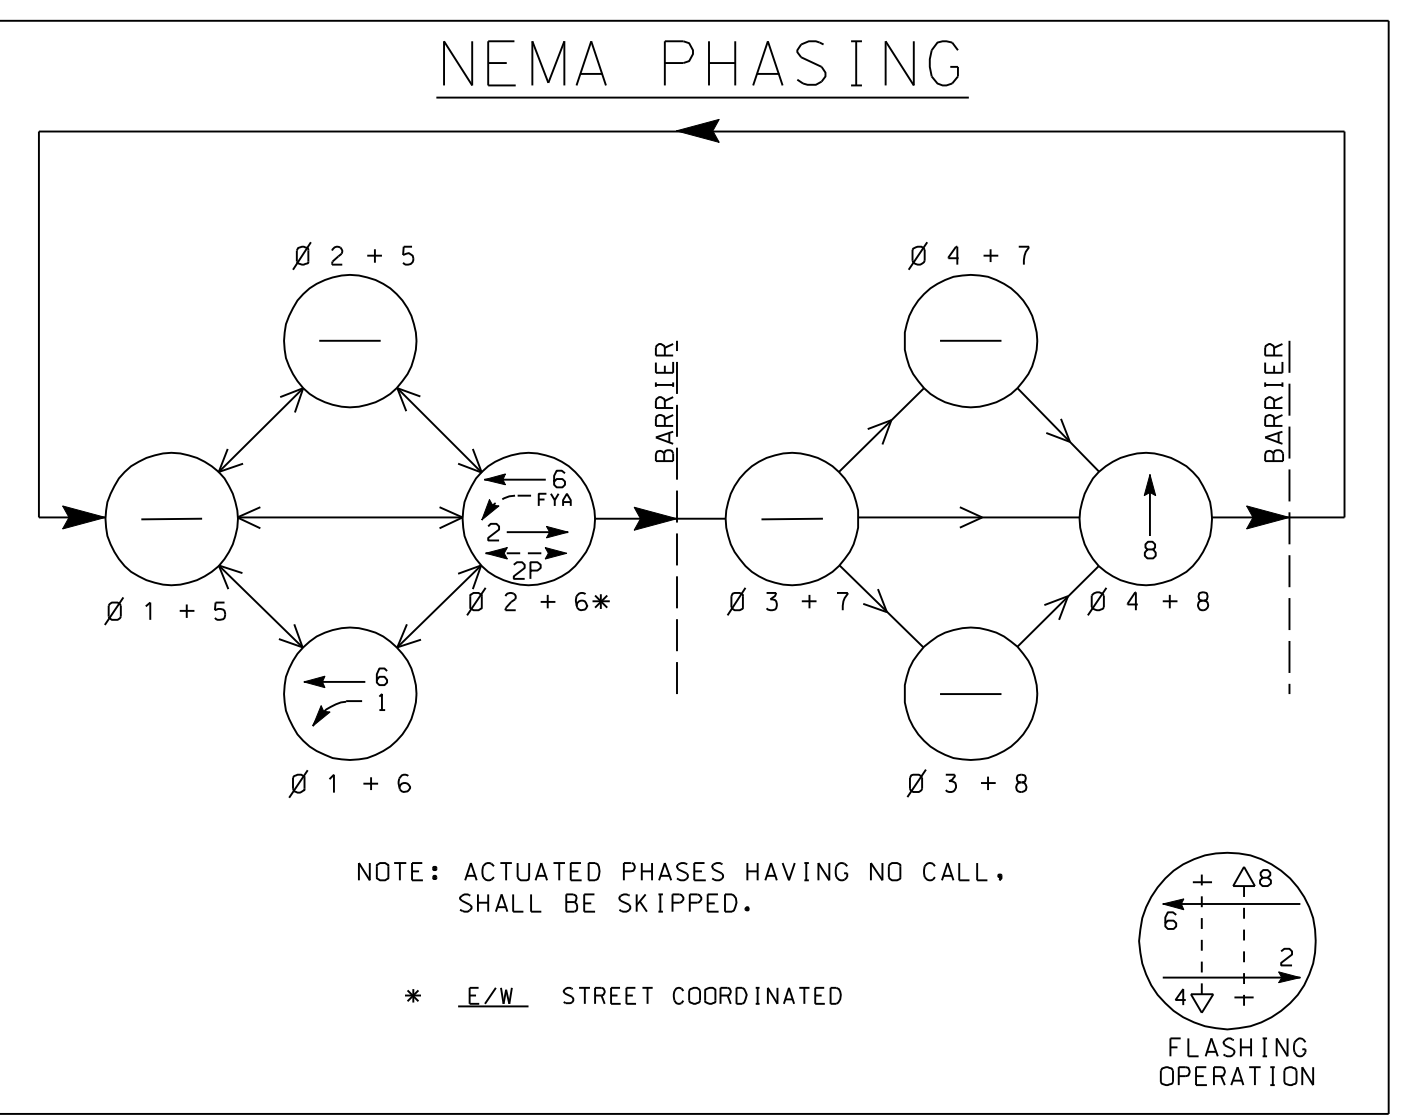 NEMA PHASING
Ø 2 + 5
Ø 4 + 7
BARRIER
BARRIER
6
FYA
2
2P
8
Ø 1 + 5
Ø 2 + 6*
Ø 3 + 7
Ø 4 + 8
6
1
Ø 1 + 6
Ø 3 + 8
NOTE: ACTUATED PHASES HAVING NO CALL,
SHALL BE SKIPPED.
8
6
2
4
* E/W STREET COORDINATED
FLASHING
OPERATION